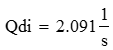 Qdi = 2.091 1/s